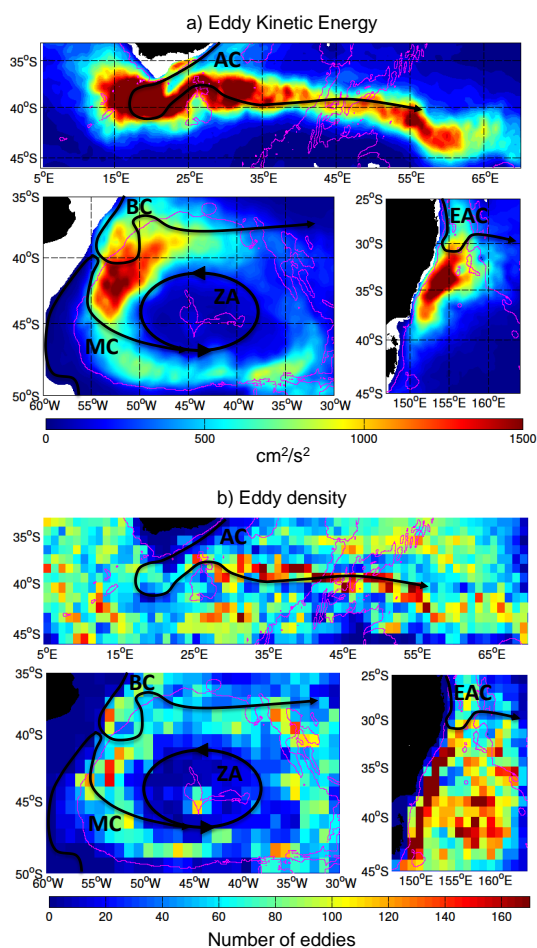 a) Eddy Kinetic Energy
35°S
40°S
45°S
AC
5°E 15°E 25°E 35°E 45°E 55°E 65°E
35°S
40°S
45°S
50°S
BC
ZA
MC
60°W 55°W 50°W 45°W 40°W 35°W 30°W
25°S
30°S
35°S
40°S
45°S
EAC
150°E 155°E 160°E
0 500 1000 1500
cm²/s²
b) Eddy density
35°S
40°S
45°S
AC
5°E 15°E 25°E 35°E 45°E 55°E 65°E
35°S
40°S
45°S
50°S
BC
ZA
MC
60°W 55°W 50°W 45°W 40°W 35°W 30°W
25°S
30°S
35°S
40°S
45°S
EAC
150°E 155°E 160°E
0 20 40 60 80 100 120 140 160
Number of eddies